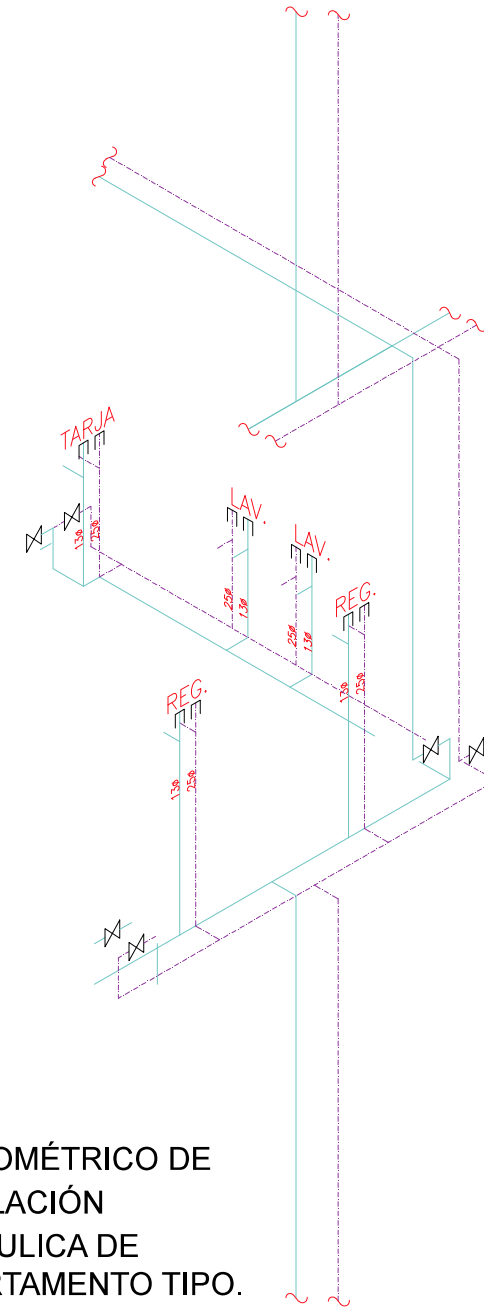 TARJA
13ø
25ø
LAV.
LAV.
25ø
13ø
25ø
13ø
REG.
13ø
25ø
REG.
13ø
25ø
OMÉTRICO DE
LACIÓN
ULICA DE
RTAMENTO TIPO.